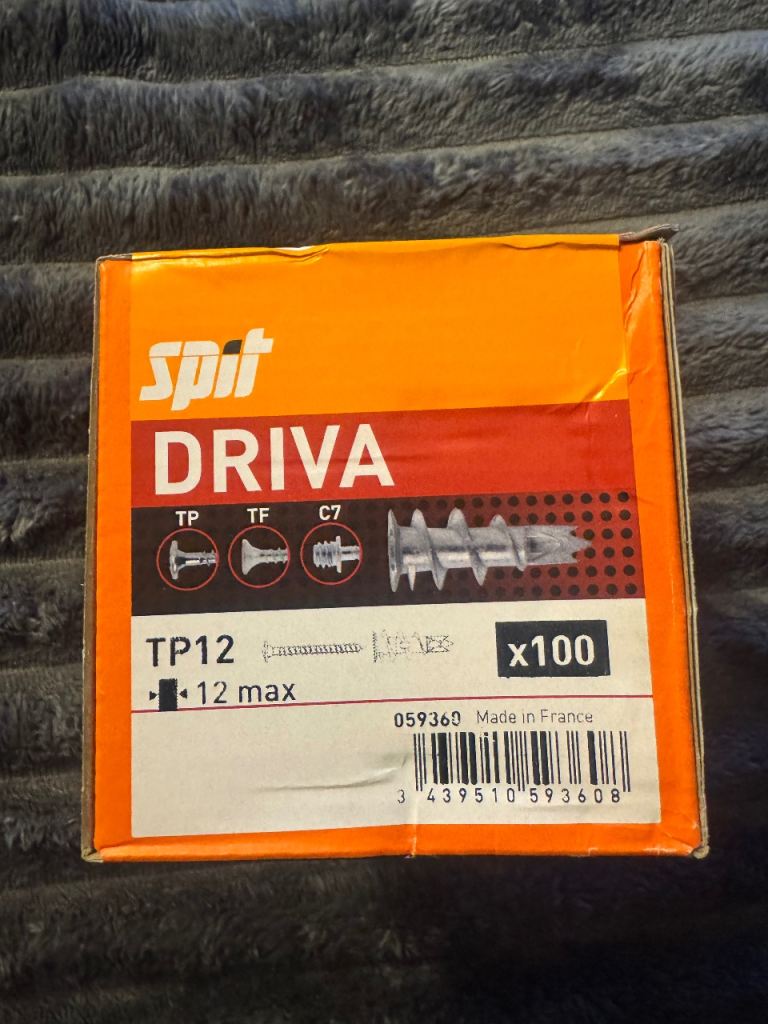 spit
DRIVA
TP TF C7
TP12 x100
12 max
059360 Made in France
3 439510 593608